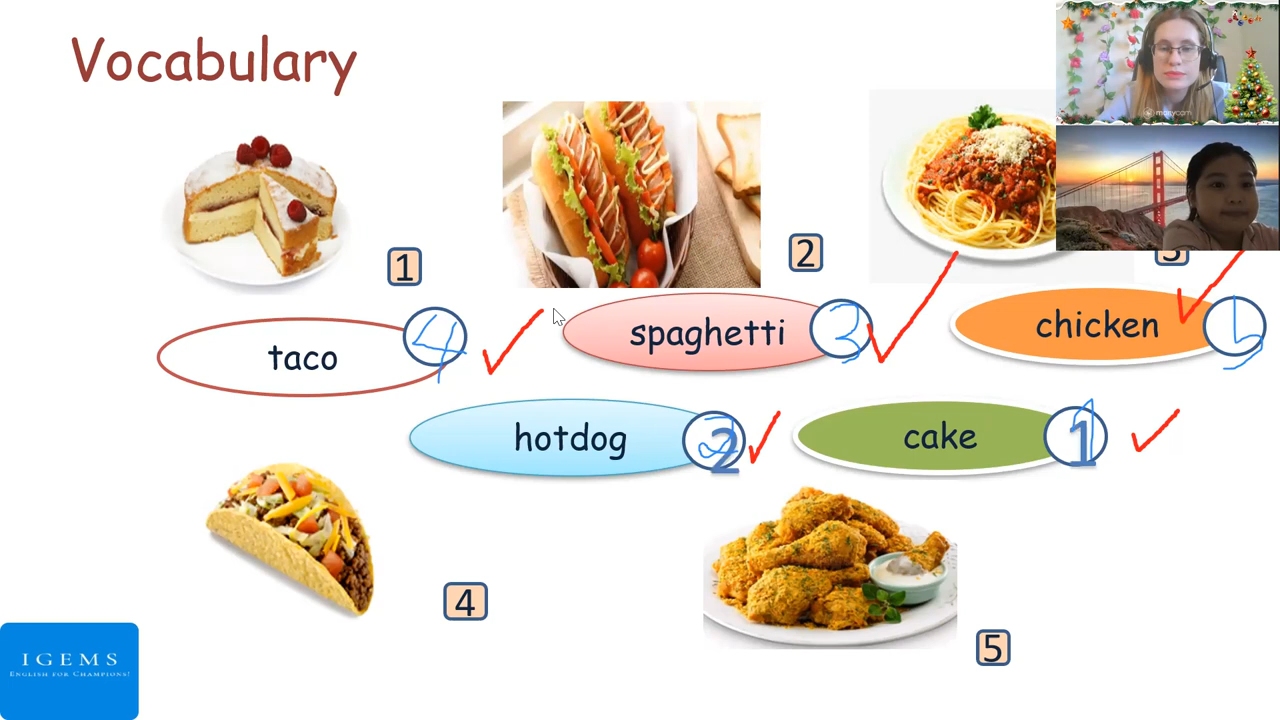 Vocabulary
1
2
3
taco 4
spaghetti 3
chicken 5
hotdog 2
cake 1
4
5
IGEMS
ENGLISH FOR CHAMPIONS!
manycam